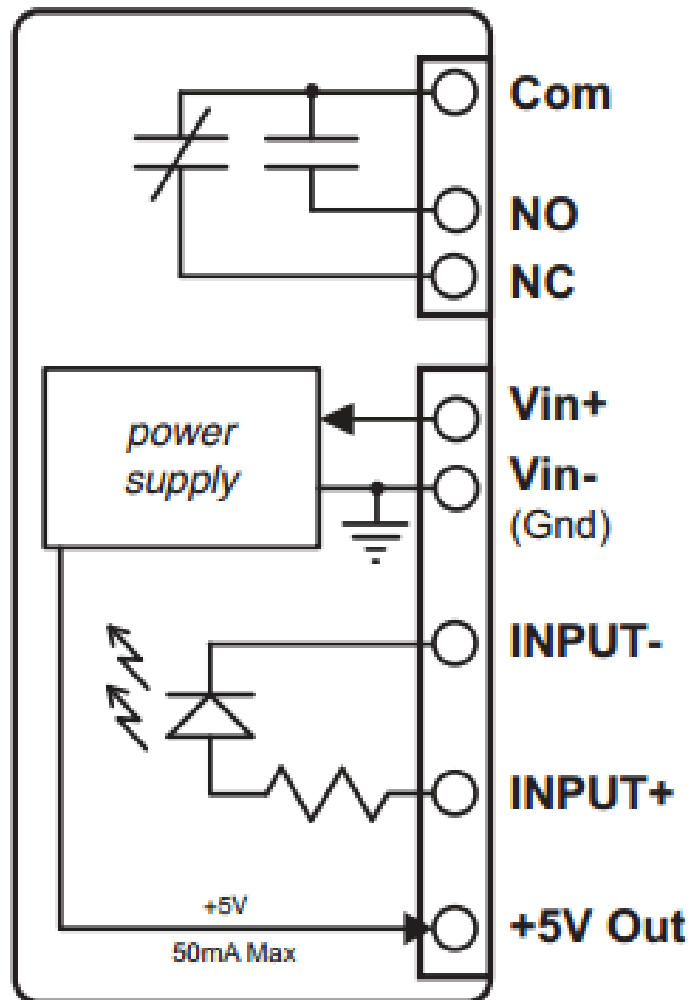 Com
NO
NC
Vin+
power
supply
Vin-
(Gnd)
INPUT-
INPUT+
+5V
50mA Max
+5V Out